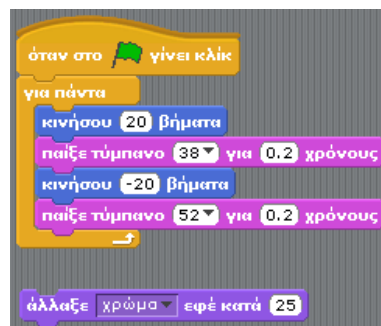 όταν στο γίνει κλίκ
για πάντα
κινήσου 20 βήματα
παίξε τύμπανο 38 για 0.2 χρόνους
κινήσου -20 βήματα
παίξε τύμπανο 52 για 0.2 χρόνους
άλλαξε χρώμα εφέ κατά 25